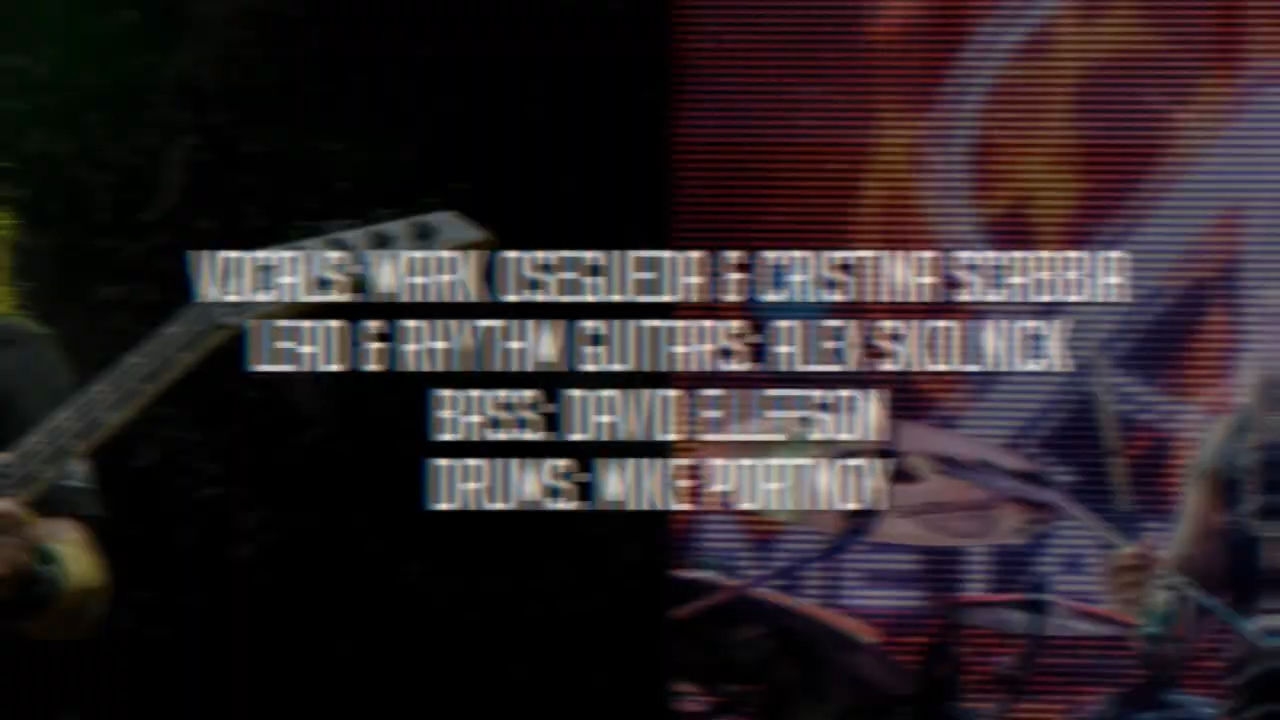 VOCALS: MARK OSEGUEDA & CRISTINA SCABBIA
LEAD & RHYTHM GUITARS: ALEX SKOLNICK
BASS: DAVID ELLEFSON
DRUMS: MIKE PORTNOY